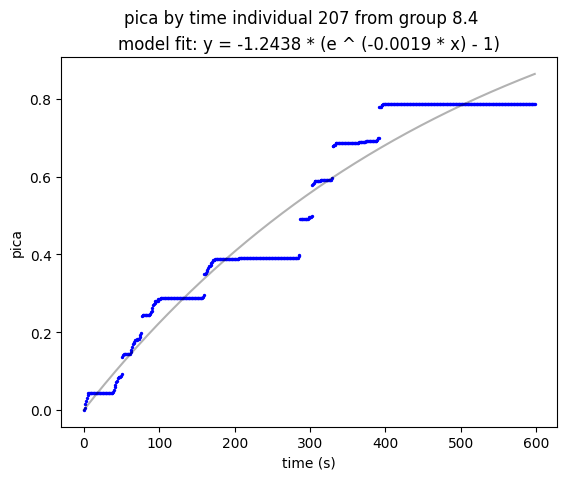 pica by time individual 207 from group 8.4
model fit: y = -1.2438 * (e ^ (-0.0019 * x) - 1)
0.8
0.6
0.4
0.2
0.0
pica
0 100 200 300 400 500 600
time (s)